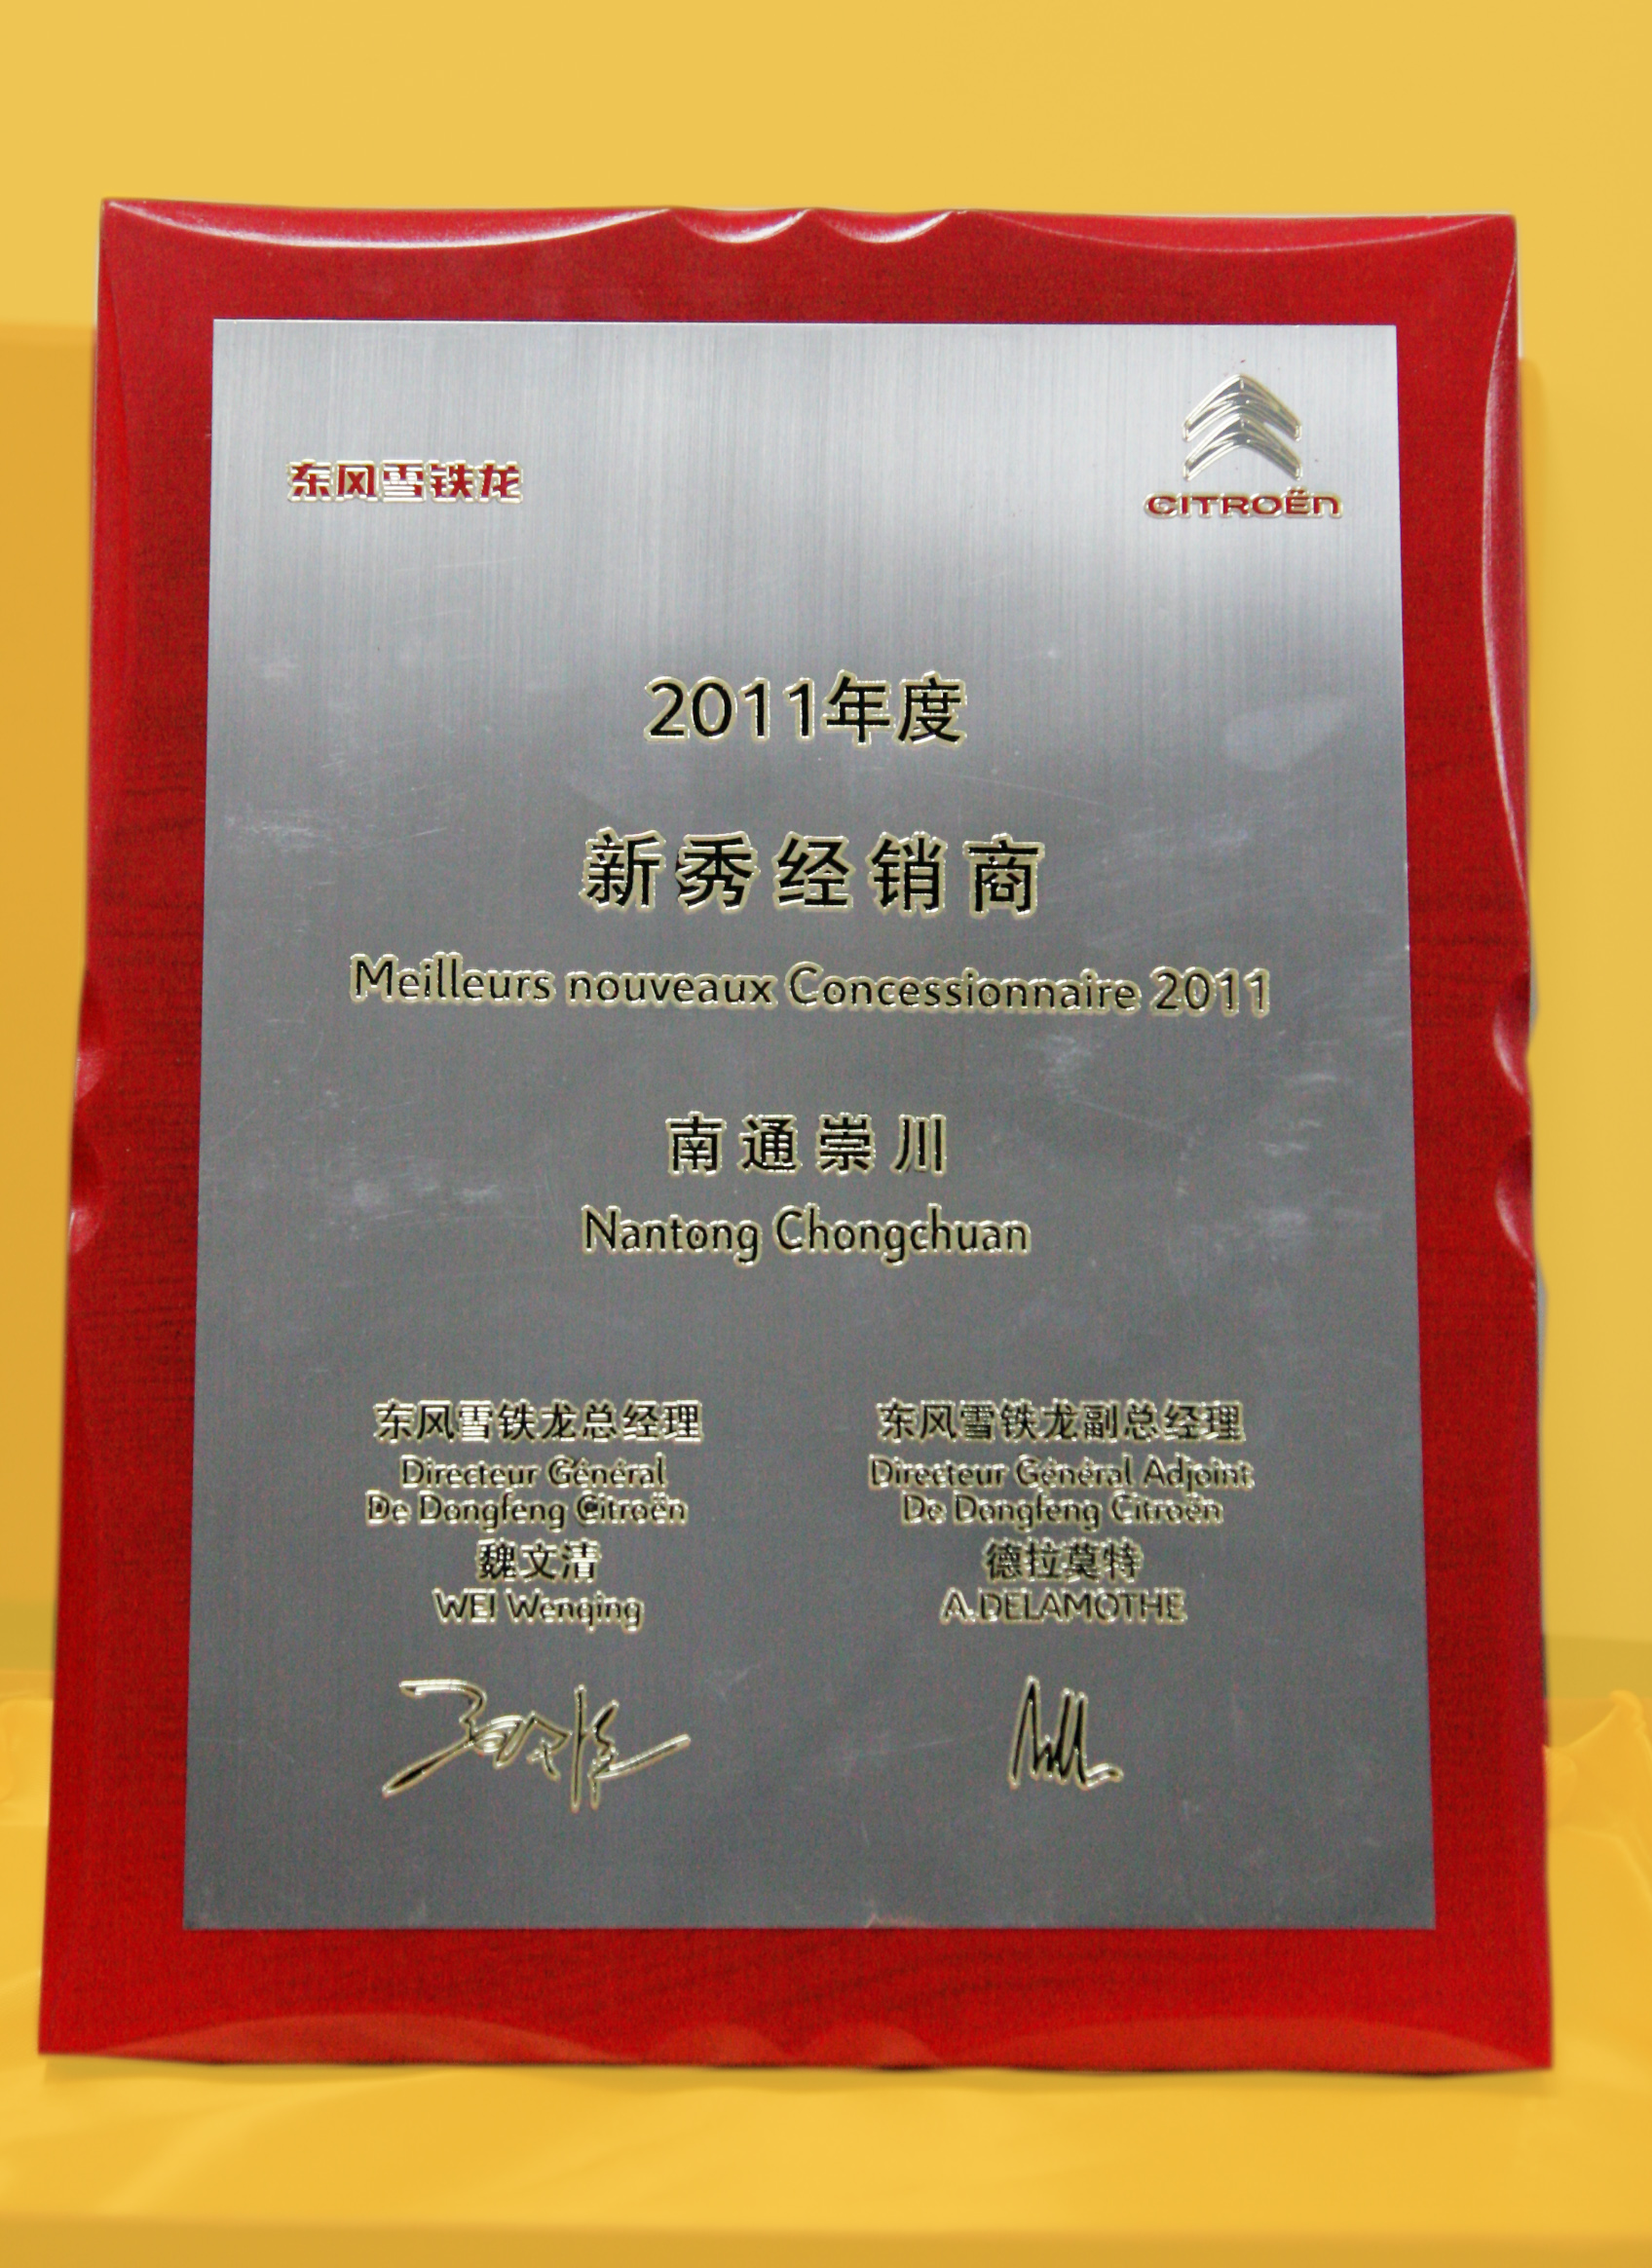 东风雪铁龙
CITROËN
2011年度
新秀经销商
Meilleurs nouveaux Concessionnaire 2011
南通崇川
Nantong Chongchuan
东风雪铁龙总经理
Directeur Général
De Dongfeng Citroën
魏文清
WEI Wenqing
东风雪铁龙副总经理
Directeur Général Adjoint
De Dongfeng Citroën
德拉莫特
A.DELAMOTHE